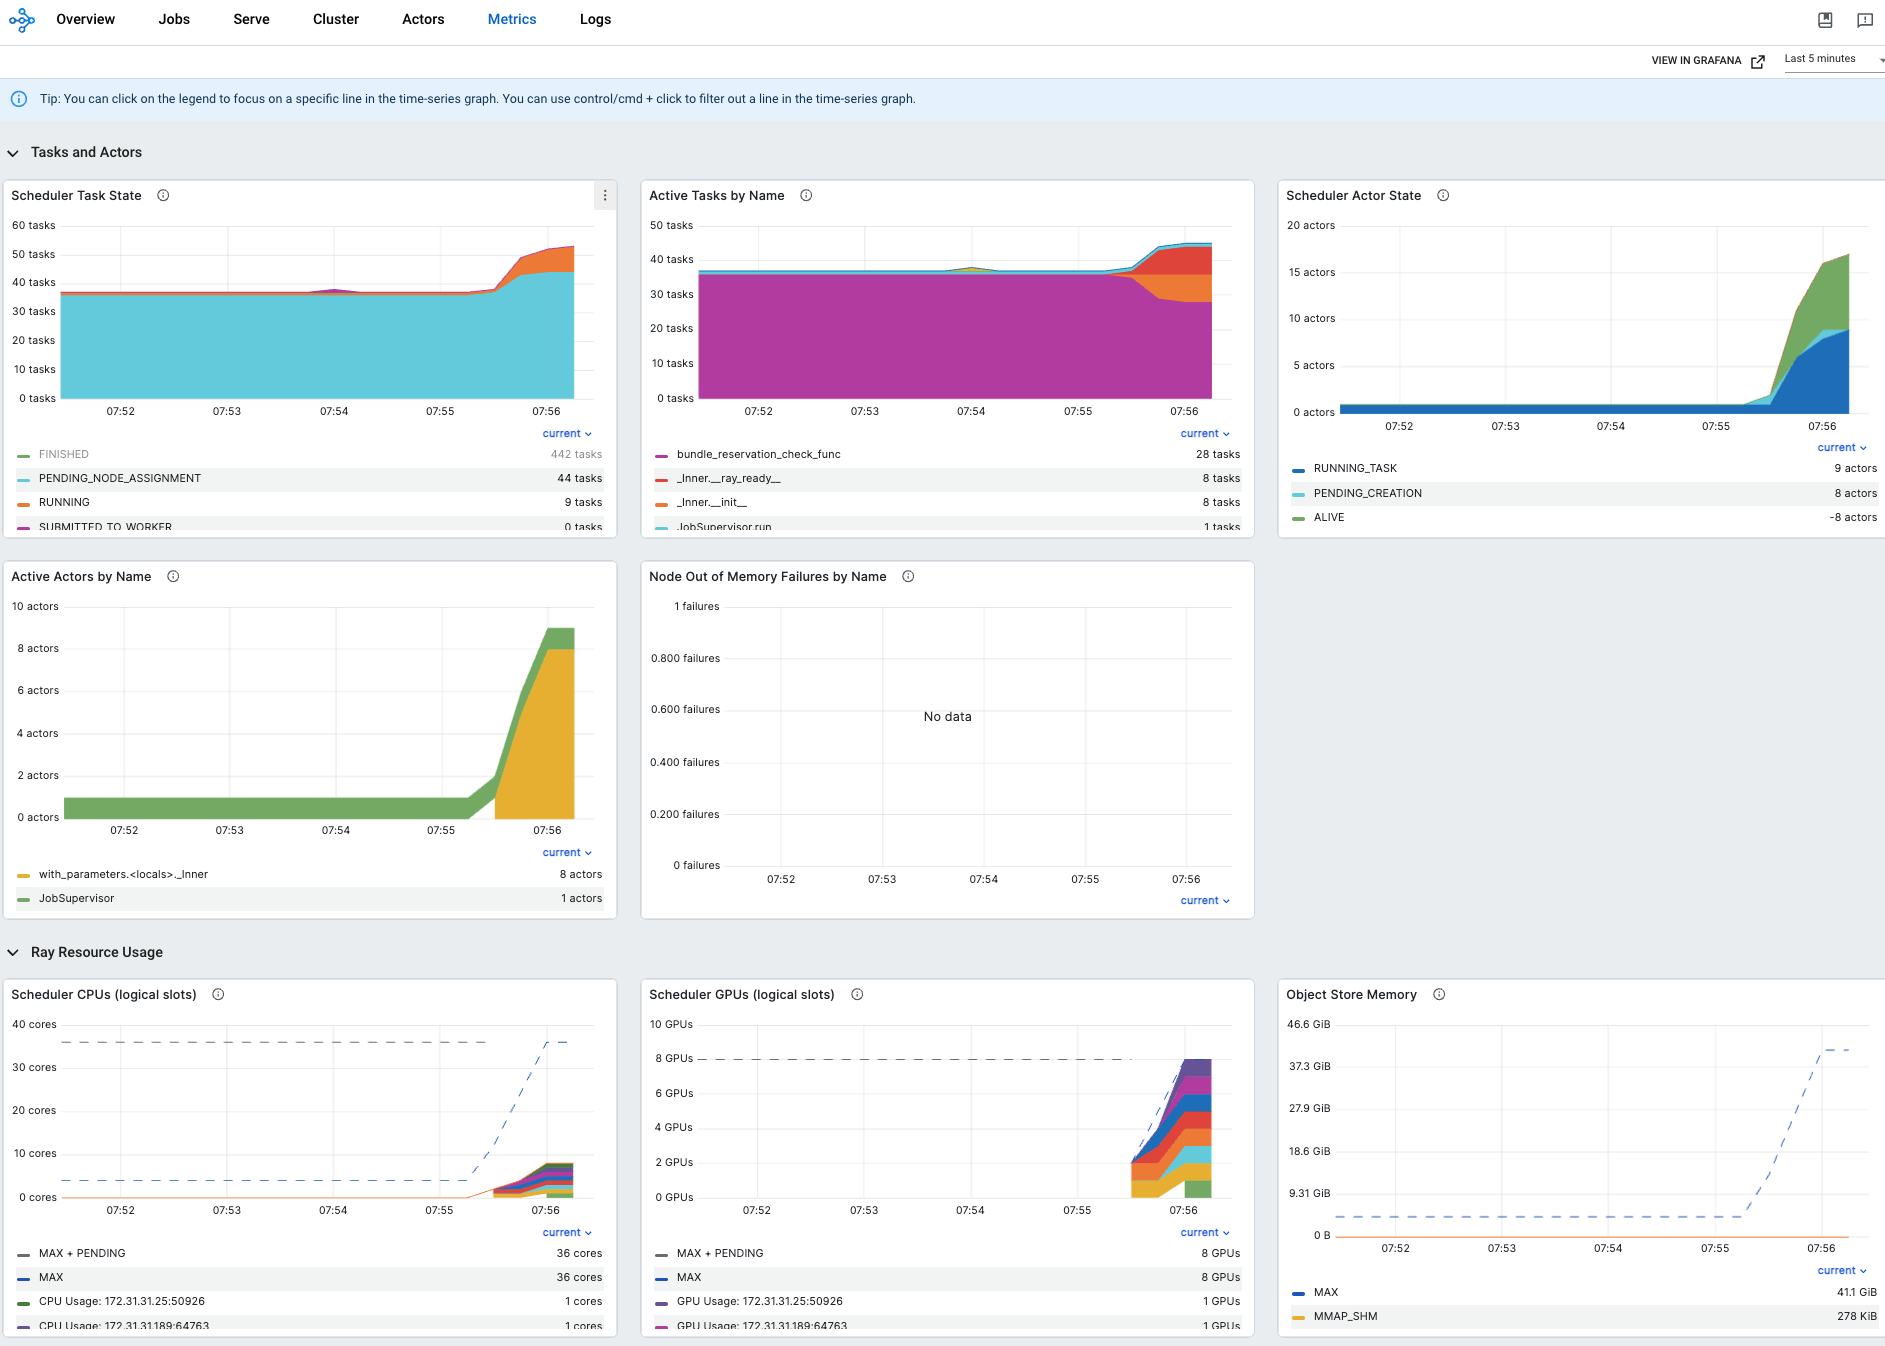 Overview Jobs Serve Cluster Actors Metrics Logs
VIEW IN GRAFANA Last 5 minutes
Tip: You can click on the legend to focus on a specific line in the time-series graph. You can use control/cmd + click to filter out a line in the time-series graph.
Tasks and Actors
Scheduler Task State
60 tasks
50 tasks
40 tasks
30 tasks
20 tasks
10 tasks
0 tasks
07:52 07:53 07:54 07:55 07:56
current
FINISHED 442 tasks
PENDING_NODE_ASSIGNMENT 44 tasks
RUNNING 9 tasks
SUBMITTED_TO_WORKER 0 tasks
Active Tasks by Name
50 tasks
40 tasks
30 tasks
20 tasks
10 tasks
0 tasks
07:52 07:53 07:54 07:55 07:56
current
bundle_reservation_check_func 28 tasks
_Inner.__ray_ready__ 8 tasks
_Inner.__init__ 8 tasks
JobSupervisor.run 1 tasks
Scheduler Actor State
20 actors
15 actors
10 actors
5 actors
0 actors
07:52 07:53 07:54 07:55 07:56
current
RUNNING_TASK 9 actors
PENDING_CREATION 8 actors
ALIVE -8 actors
Active Actors by Name
10 actors
8 actors
6 actors
4 actors
2 actors
0 actors
07:52 07:53 07:54 07:55 07:56
current
with_parameters.<locals>._Inner 8 actors
JobSupervisor 1 actors
Node Out of Memory Failures by Name
1 failures
0.800 failures
0.600 failures
No data
0.400 failures
0.200 failures
0 failures
07:52 07:53 07:54 07:55 07:56
current
Ray Resource Usage
Scheduler CPUs (logical slots)
40 cores
30 cores
20 cores
10 cores
0 cores
07:52 07:53 07:54 07:55 07:56
current
MAX + PENDING 36 cores
MAX 36 cores
CPU Usage: 172.31.31.25:50926 1 cores
CPU Usage: 172.31.31.189:64763 1 cores
Scheduler GPUs (logical slots)
10 GPUs
8 GPUs
6 GPUs
4 GPUs
2 GPUs
0 GPUs
07:52 07:53 07:54 07:55 07:56
current
MAX + PENDING 8 GPUs
MAX 8 GPUs
GPU Usage: 172.31.31.25:50926 1 GPUs
GPU Usage: 172.31.31.189:64763 1 GPUs
Object Store Memory
46.6 GiB
37.3 GiB
27.9 GiB
18.6 GiB
9.31 GiB
0 B
07:52 07:53 07:54 07:55 07:56
current
MAX 41.1 GiB
MMAP_SHM 278 KiB